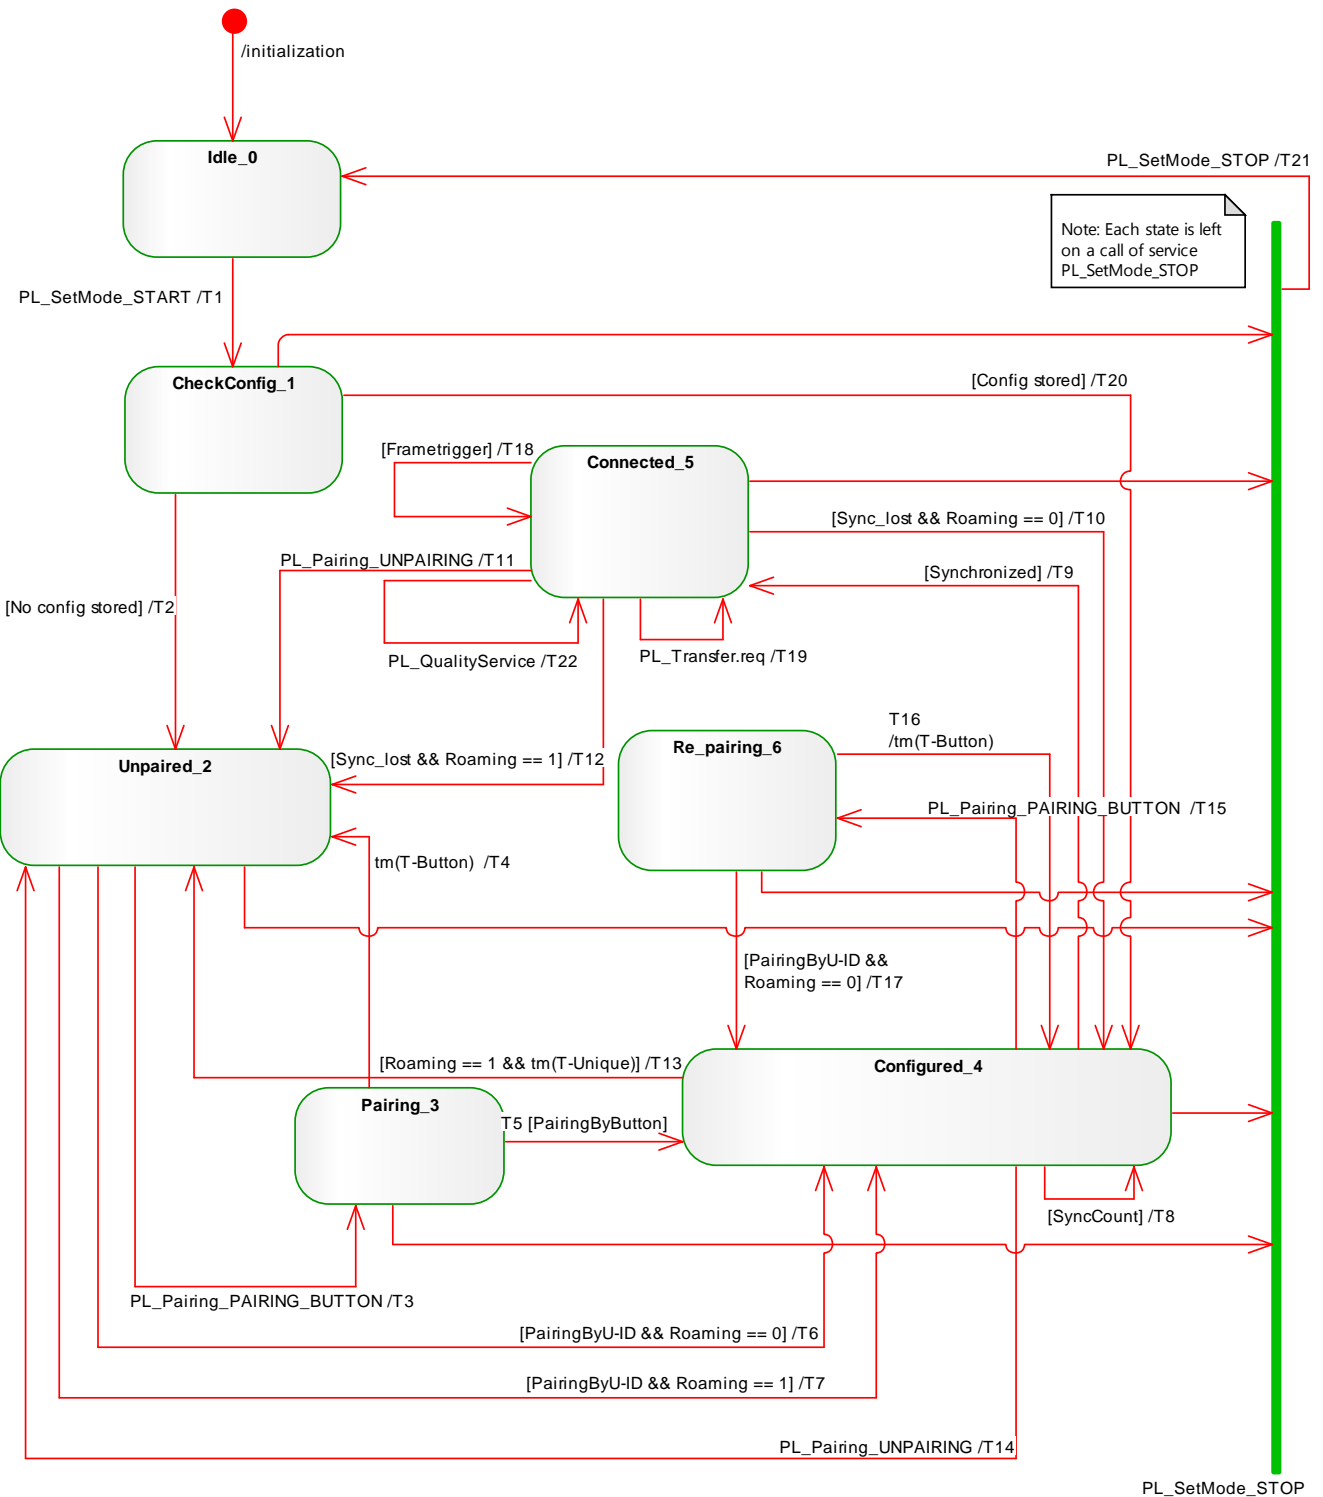 /initialization
Idle_0
PL_SetMode_STOP /T21
Note: Each state is left
on a call of service
PL_SetMode_STOP
PL_SetMode_START /T1
CheckConfig_1
[Config stored] /T20
[Frametrigger] /T18
Connected_5
[Sync_lost && Roaming == 0] /T10
PL_Pairing_UNPAIRING /T11
[Synchronized] /T9
[No config stored] /T2
PL_QualityService /T22
PL_Transfer.req /T19
T16
/tm(T-Button)
Re_pairing_6
[Sync_lost && Roaming == 1] /T12
Unpaired_2
PL_Pairing_PAIRING_BUTTON  /T15
tm(T-Button)  /T4
[PairingByU-ID &&
Roaming == 0] /T17
[Roaming == 1 && tm(T-Unique)] /T13
Configured_4
Pairing_3
T5 [PairingByButton]
[SyncCount] /T8
PL_Pairing_PAIRING_BUTTON /T3
[PairingByU-ID && Roaming == 0] /T6
[PairingByU-ID && Roaming == 1] /T7
PL_Pairing_UNPAIRING /T14
PL_SetMode_STOP